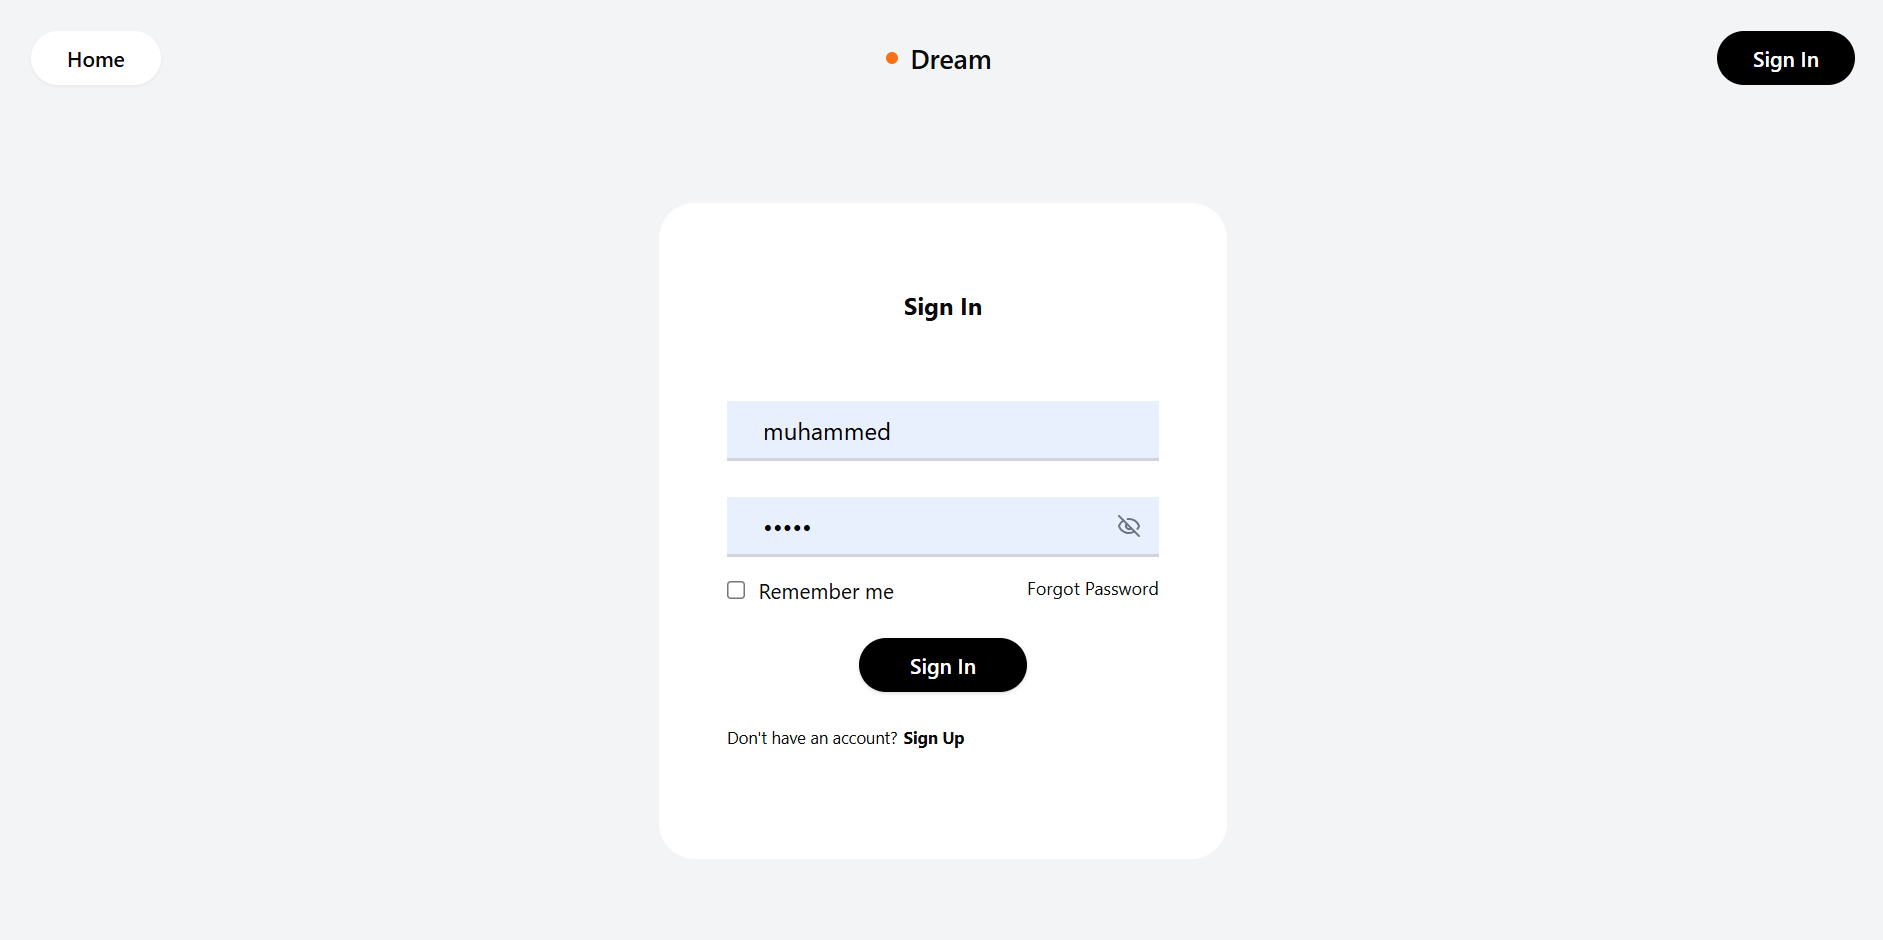 Home
Dream
Sign In
Sign In
muhammed
•••••
Remember me
Forgot Password
Sign In
Don't have an account? Sign Up